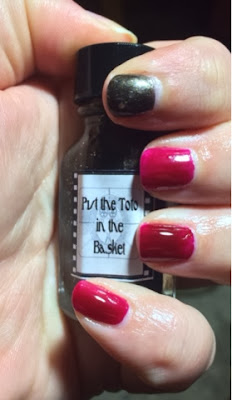 Put the Toto
in the
Basket